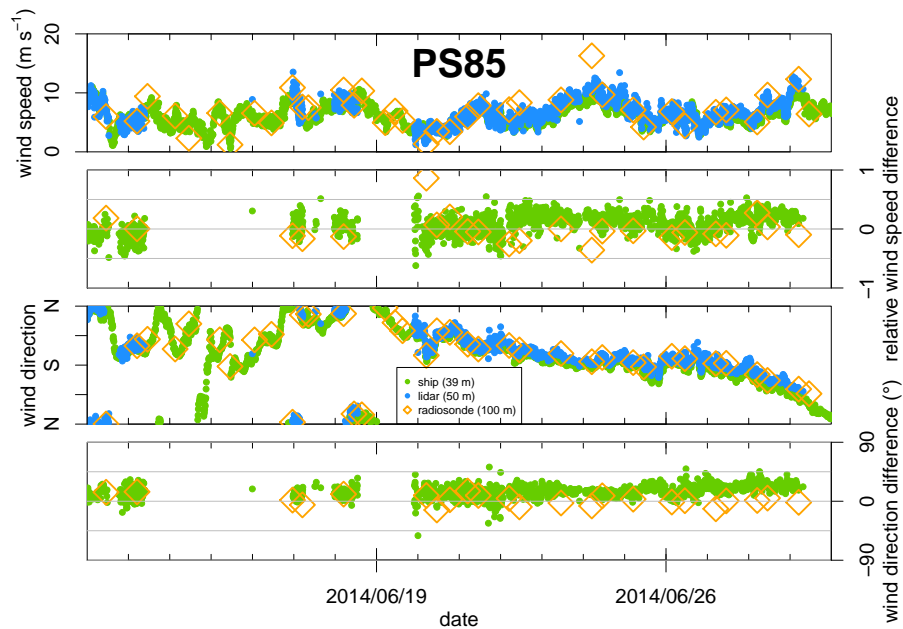 PS85
wind speed (m s⁻¹)
20
10
0
relative wind speed difference
1
0
−1
wind direction
N
S
N
ship (39 m)
lidar (50 m)
radiosonde (100 m)
wind direction difference (°)
90
0
−90
2014/06/19
2014/06/26
date